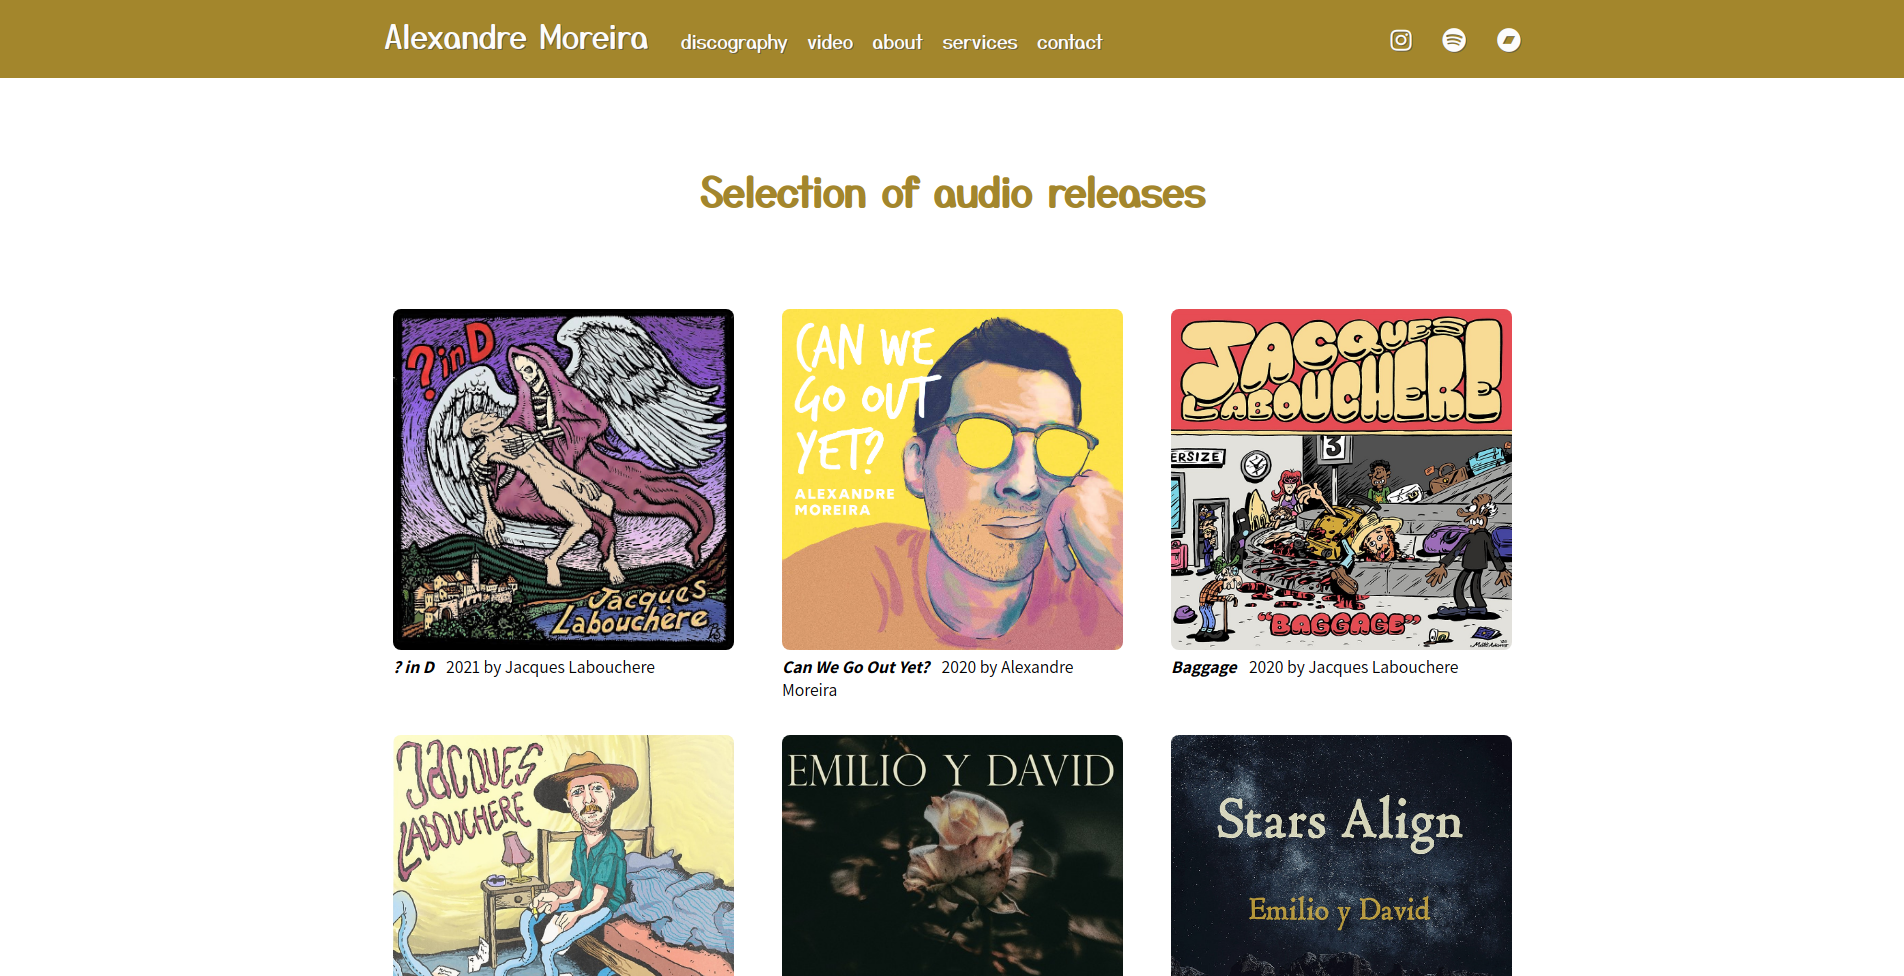 Alexandre Moreira discography video about services contact
Selection of audio releases
?inD
Jacques
Labouchère
? in D 2021 by Jacques Labouchere
CAN WE
GO OUT
YET?
ALEXANDRE
MOREIRA
Can We Go Out Yet? 2020 by Alexandre
Moreira
JACQUES
LABOUCHERE
ERSIZE
3
"BAGGAGE"
Baggage 2020 by Jacques Labouchere
JACQUES
LABOUCHERE
EMILIO Y DAVID
Stars Align
Emilio y David